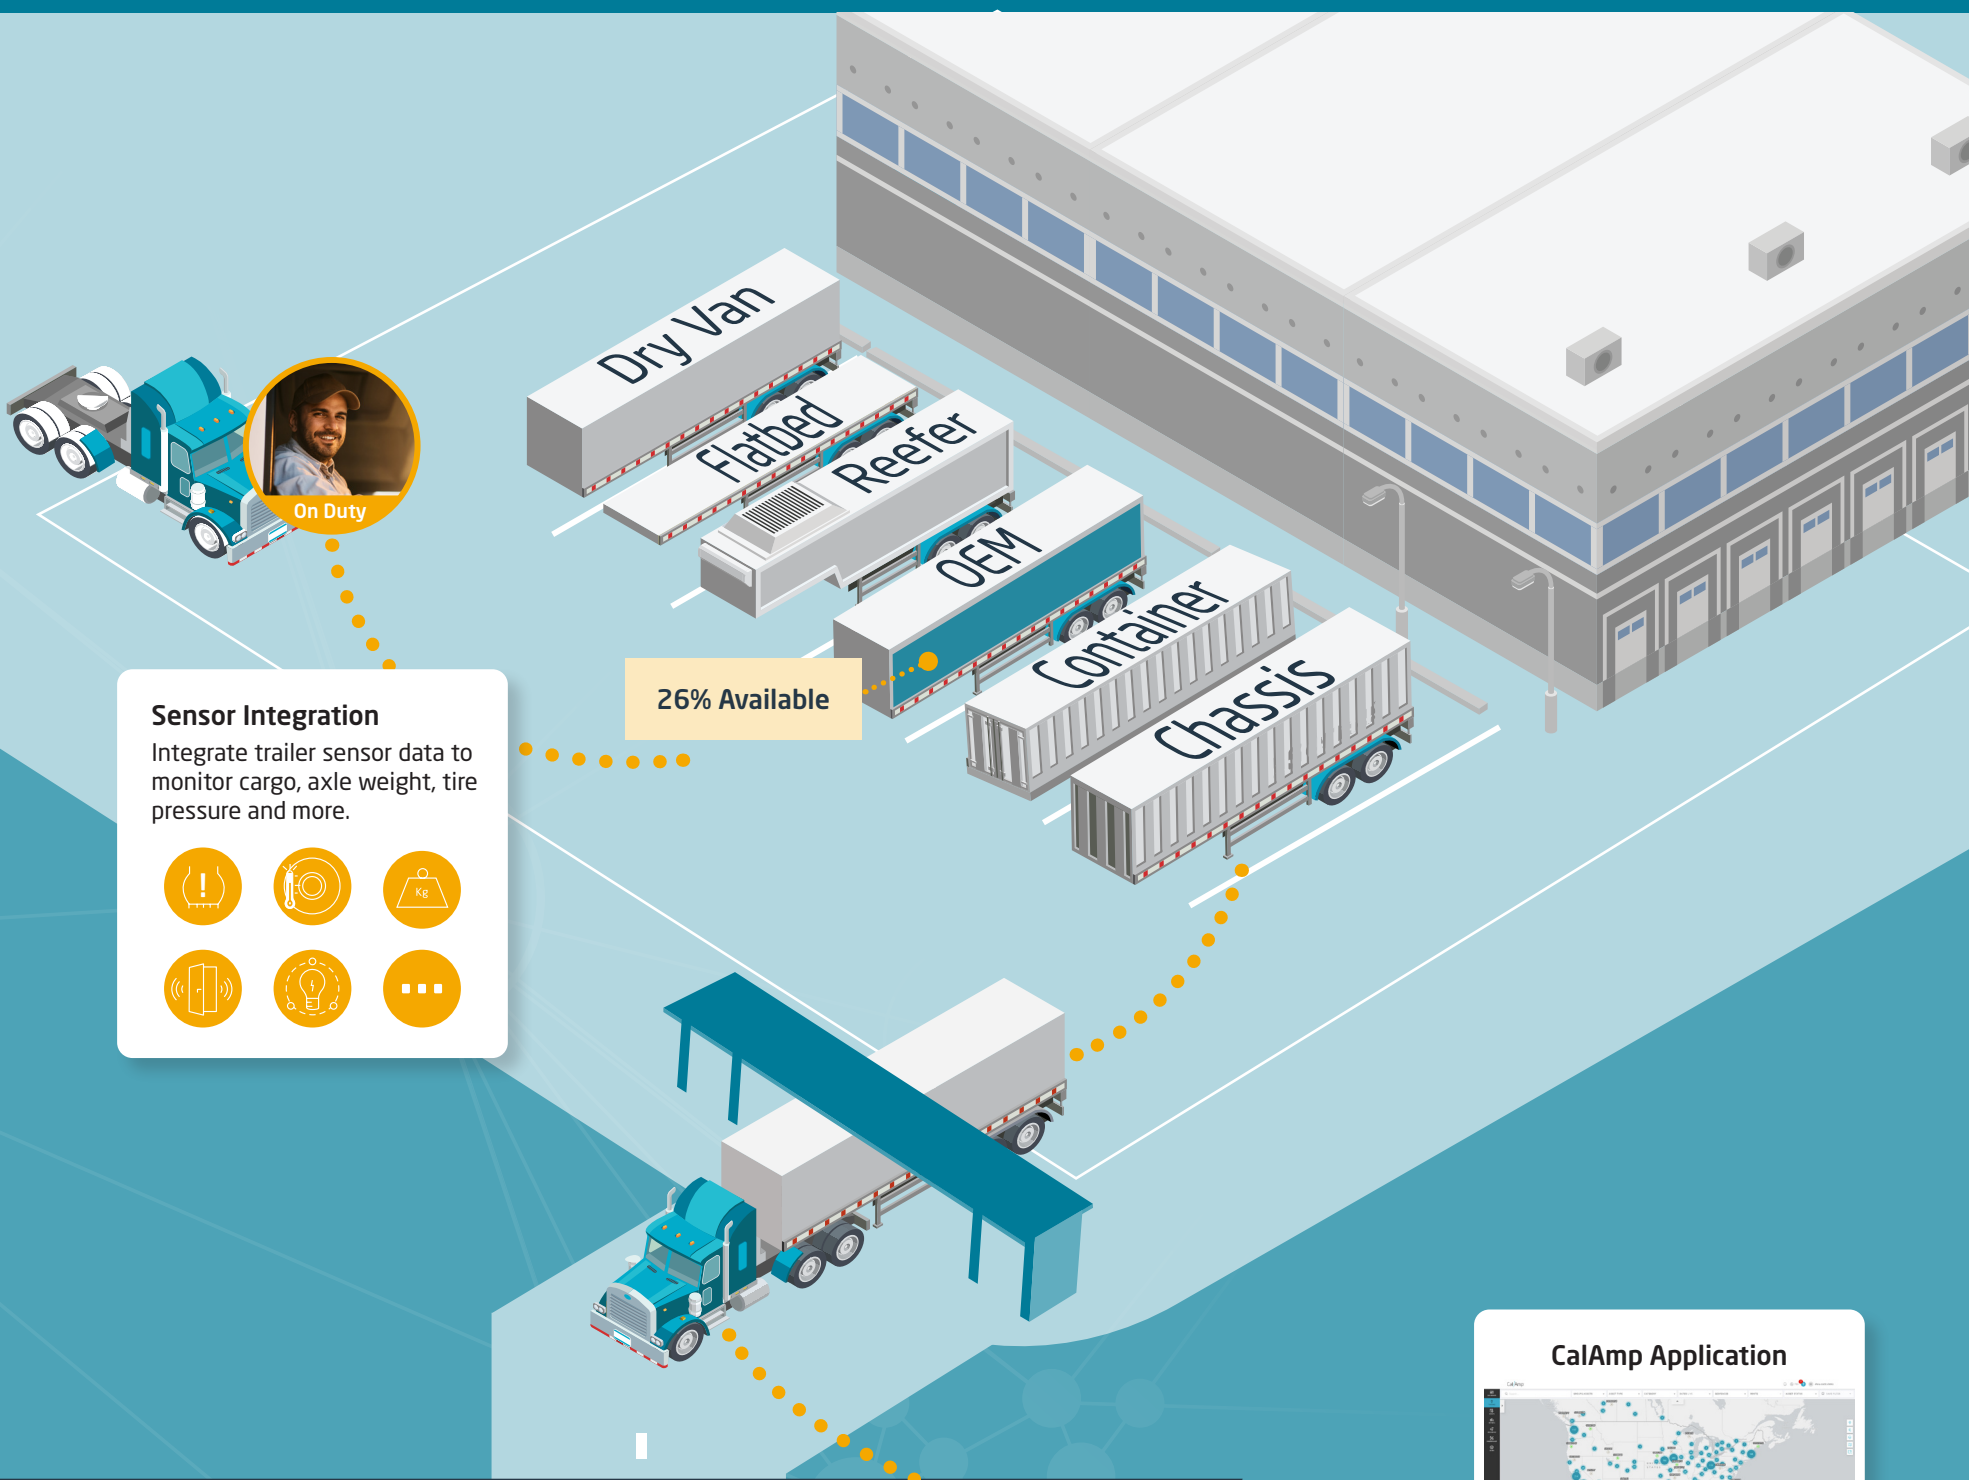 Dry Van
Flatbed
Reefer
OEM
Container
Chassis
On Duty
26% Available
Sensor Integration
Integrate trailer sensor data to
monitor cargo, axle weight, tire
pressure and more.
!
Kg
CalAmp Application
CalAmp